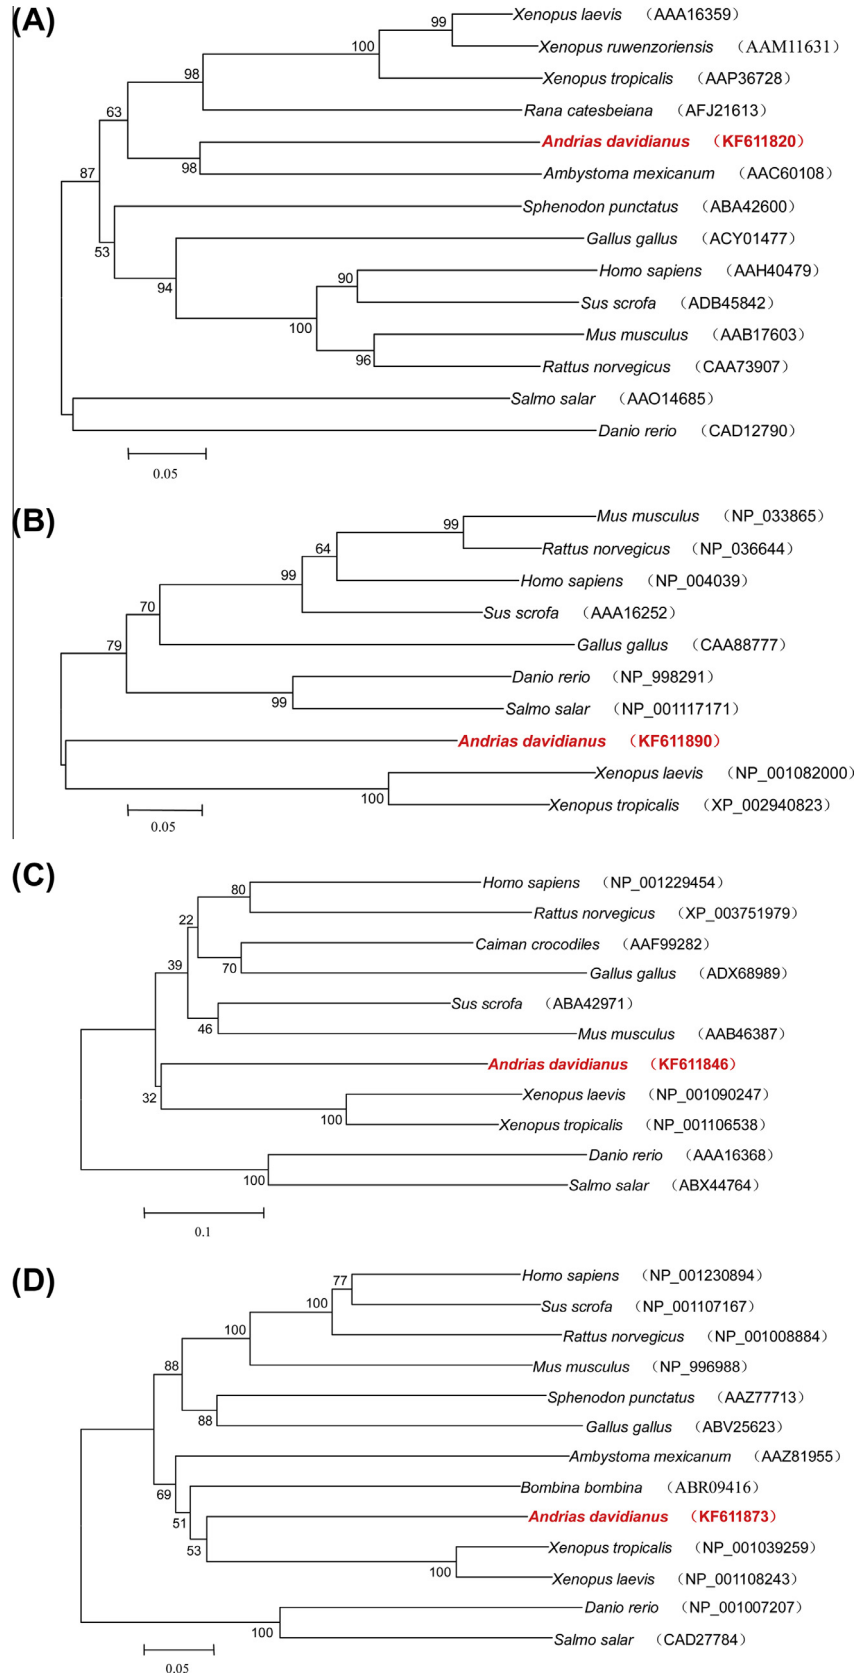 (A)
99 Xenopus laevis （AAA16359）
100 Xenopus ruwenzoriensis （AAM11631）
98 Xenopus tropicalis （AAP36728）
63 Rana catesbeiana （AFJ21613）
Andrias davidianus （KF611820）
87 98 Ambystoma mexicanum （AAC60108）
Sphenodon punctatus （ABA42600）
53 Gallus gallus （ACY01477）
94 90 Homo sapiens （AAH40479）
Sus scrofa （ADB45842）
100 Mus musculus （AAB17603）
96 Rattus norvegicus （CAA73907）
Salmo salar （AAO14685）
Danio rerio （CAD12790）
0.05
(B)
99 Mus musculus （NP_033865）
64 Rattus norvegicus （NP_036644）
99 Homo sapiens （NP_004039）
70 Sus scrofa （AAA16252）
79 Gallus gallus （CAA88777）
Danio rerio （NP_998291）
99 Salmo salar （NP_001117171）
Andrias davidianus （KF611890）
Xenopus laevis （NP_001082000）
100 Xenopus tropicalis （XP_002940823）
0.05
(C)
80 Homo sapiens （NP_001229454）
22 Rattus norvegicus （XP_003751979）
Caiman crocodiles （AAF99282）
39 70 Gallus gallus （ADX68989）
Sus scrofa （ABA42971）
46 Mus musculus （AAB46387）
Andrias davidianus （KF611846）
32 Xenopus laevis （NP_001090247）
100 Xenopus tropicalis （NP_001106538）
Danio rerio （AAA16368）
100 Salmo salar （ABX44764）
0.1
(D)
77 Homo sapiens （NP_001230894）
100 Sus scrofa （NP_001107167）
100 Rattus norvegicus （NP_001008884）
88 Mus musculus （NP_996988）
Sphenodon punctatus （AAZ77713）
88 Gallus gallus （ABV25623）
Ambystoma mexicanum （AAZ81955）
69 Bombina bombina （ABR09416）
51 Andrias davidianus （KF611873）
53 Xenopus tropicalis （NP_001039259）
100 Xenopus laevis （NP_001108243）
Danio rerio （NP_001007207）
100 Salmo salar （CAD27784）
0.05